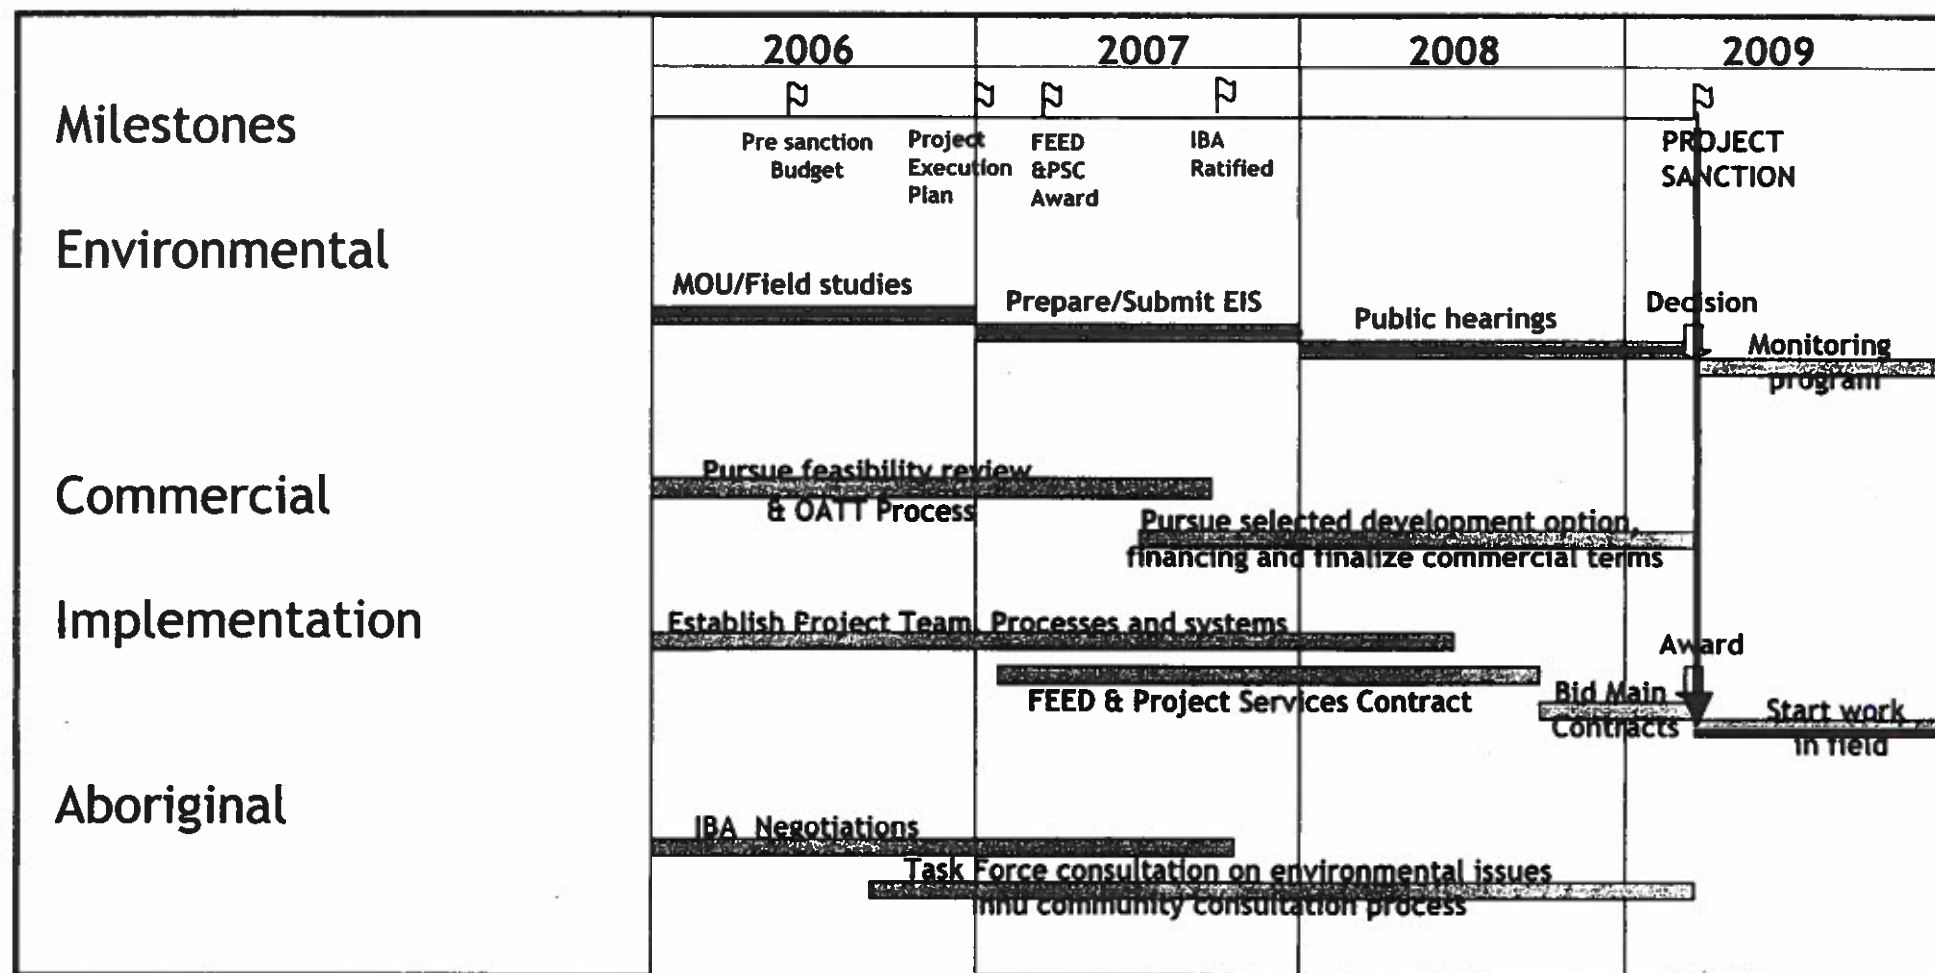 2006 2007 2008 2009
Milestones
Pre sanction
Budget
Project
Execution
Plan
FEED
&PSC
Award
IBA
Ratified
PROJECT
SANCTION
Environmental
MOU/Field studies
Prepare/Submit EIS
Public hearings
Decision
Monitoring
program
Commercial
Pursue feasibility review
& OATT Process
Pursue selected development option,
financing and finalize commercial terms
Implementation
Establish Project Team, Processes and systems
FEED & Project Services Contract
Award
Bid Main
Contracts
Start work
in field
Aboriginal
IBA Negotiations
Task Force consultation on environmental issues
Innu community consultation process